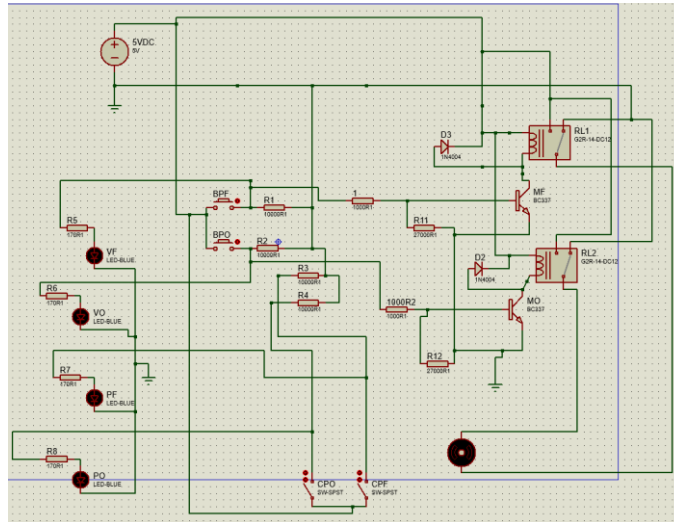 5VDC
5V
D3
1N4004
RL1
G2R-14-DC12
BPF
R1
10000R1
1
1000R1
MF
BC337
R5
170R1
VF
LED-BLUE
BPO
R2
10000R1
R11
27000R1
R3
10000R1
R4
10000R1
D2
1N4004
RL2
G2R-14-DC12
R6
170R1
VO
LED-BLUE
1000R2
1000R1
MO
BC337
R12
27000R1
R7
170R1
PF
LED-BLUE
R8
170R1
PO
LED-BLUE
CPO
SW-SPST
CPF
SW-SPST